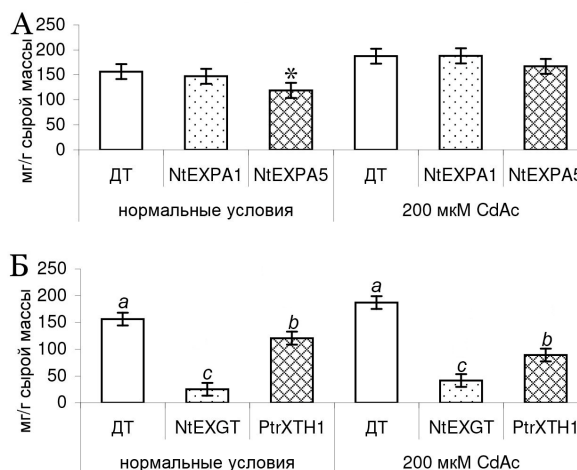 А
мг/г сырой массы
250
200
150
100
50
0
*
ДТ NtEXPA1 NtEXPA5 ДТ NtEXPA1 NtEXPA5
нормальные условия 200 мкМ CdAc
Б
мг/г сырой массы
250
200
150
100
50
0
a c b a c b
ДТ NtEXGT PtrXTH1 ДТ NtEXGT PtrXTH1
нормальные условия 200 мкМ CdAc